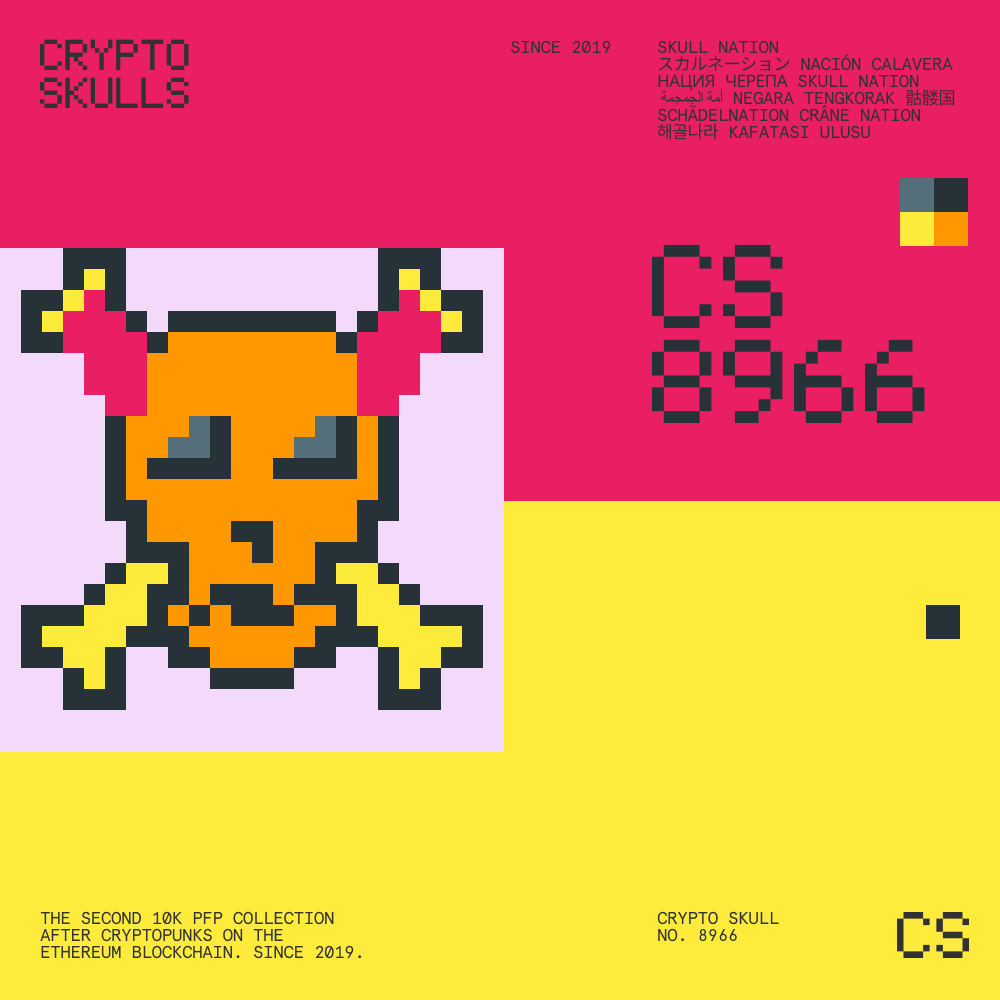 CRYPTO
SKULLS
SINCE 2019
SKULL NATION
スカルネーション NACIÓN CALAVERA
НАЦИЯ ЧЕРЕПА SKULL NATION
أمة الجمجمة NEGARA TENGKORAK 骷髅国
SCHÄDELNATION CRÂNE NATION
해골나라 KAFATASI ULUSU
CS
8966
THE SECOND 10K PFP COLLECTION
AFTER CRYPTOPUNKS ON THE
ETHEREUM BLOCKCHAIN. SINCE 2019.
CRYPTO SKULL
NO. 8966
CS